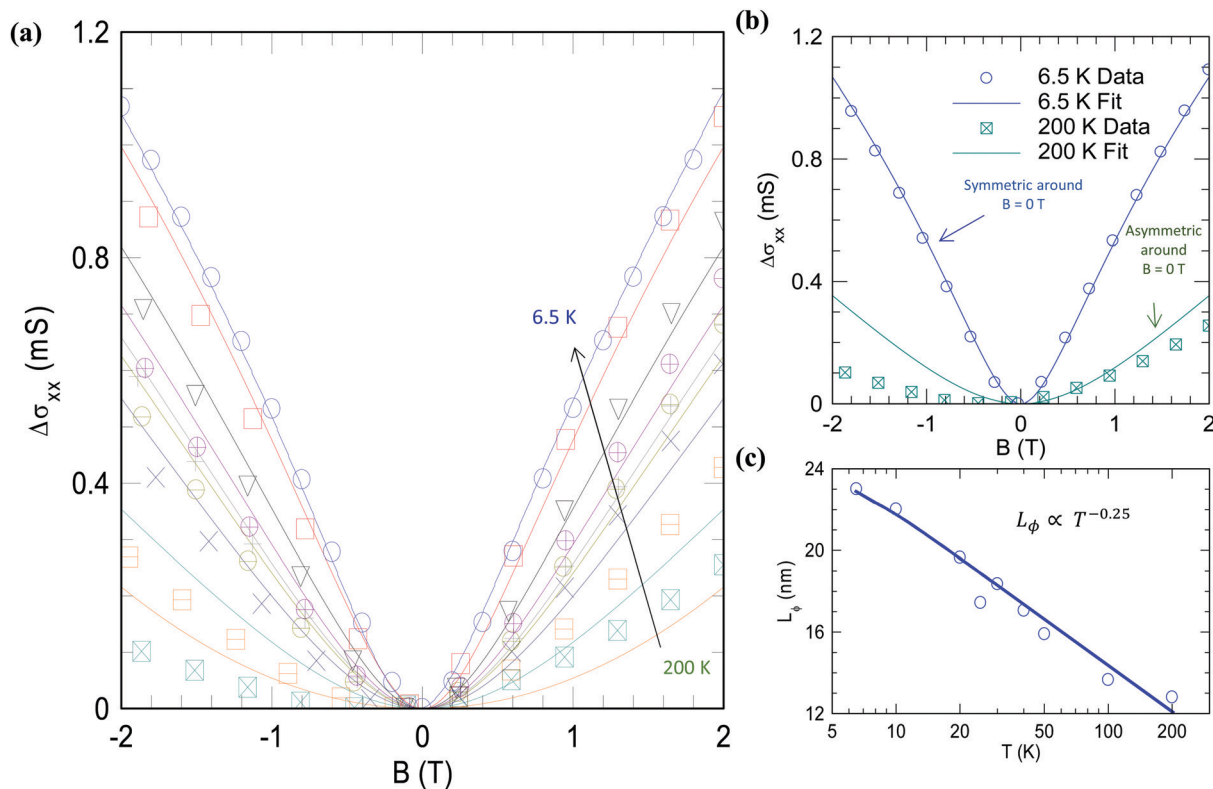 (a)
1.2
0.8
0.4
0
Δσxx (mS)
-2 -1 0 1 2
B (T)
6.5 K
200 K
(b)
1.2
0.8
0.4
0
Δσxx (mS)
6.5 K Data
6.5 K Fit
200 K Data
200 K Fit
Symmetric around
B = 0 T
Asymmetric
around
B = 0 T
-2 -1 0 1 2
B (T)
(c)
24
22
20
18
16
14
12
Lϕ (nm)
Lϕ ∝ T^−0.25
5 10 20 50 100 200
T (K)